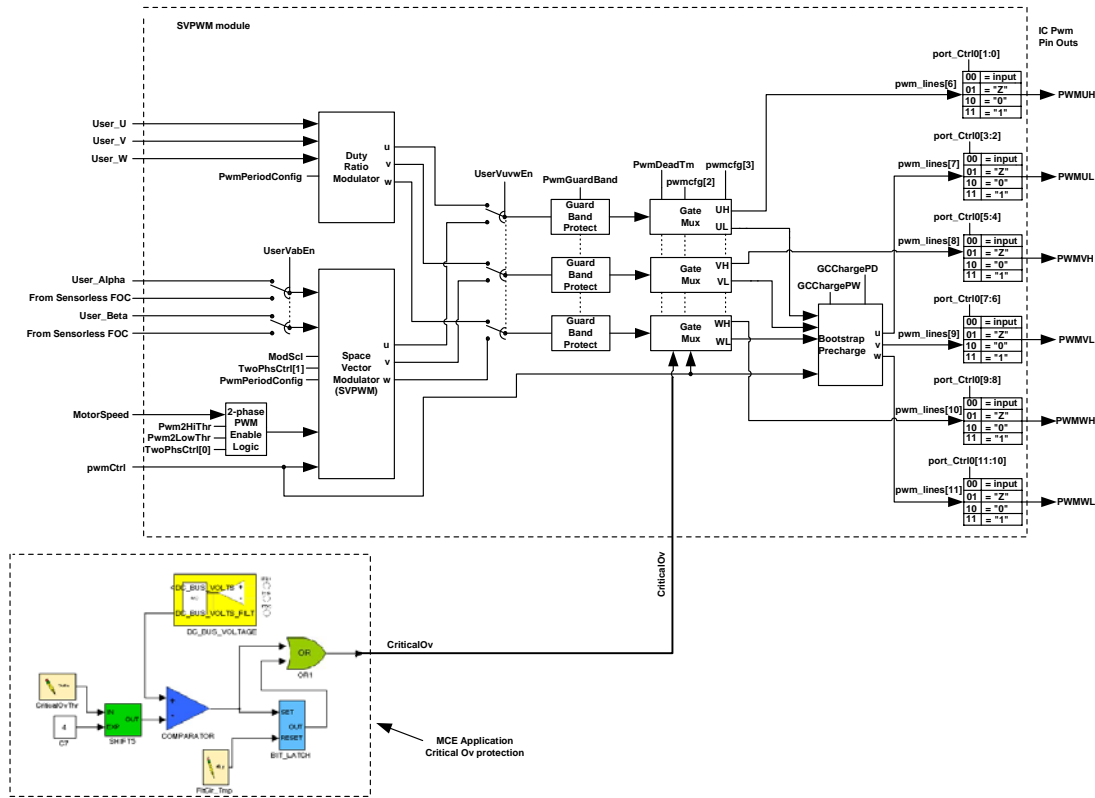 SVPWM module
IC Pwm
Pin Outs
port_Ctrl0[1:0]
00 = input
01 = "Z"
10 = "0"
11 = "1"
pwm_lines[6]
PWMUH
port_Ctrl0[3:2]
00 = input
01 = "Z"
10 = "0"
11 = "1"
pwm_lines[7]
PWMUL
port_Ctrl0[5:4]
00 = input
01 = "Z"
10 = "0"
11 = "1"
pwm_lines[8]
PWMVH
port_Ctrl0[7:6]
00 = input
01 = "Z"
10 = "0"
11 = "1"
pwm_lines[9]
PWMVL
port_Ctrl0[9:8]
00 = input
01 = "Z"
10 = "0"
11 = "1"
pwm_lines[10]
PWMWH
port_Ctrl0[11:10]
00 = input
01 = "Z"
10 = "0"
11 = "1"
pwm_lines[11]
PWMWL
User_U
User_V
User_W
PwmPeriodConfig
Duty
Ratio
Modulator
u
v
w
UserVuvwEn
PwmGuardBand
PwmDeadTm
pwmcfg[3]
pwmcfg[2]
Guard
Band
Protect
Gate
Mux
UH
UL
Guard
Band
Protect
Gate
Mux
VH
VL
Guard
Band
Protect
Gate
Mux
WH
WL
GCChargePD
GCChargePW
Bootstrap
Precharge
u
v
w
UserVabEn
User_Alpha
From Sensorless FOC
User_Beta
From Sensorless FOC
ModScl
TwoPhsCtrl[1]
PwmPeriodConfig
Space
Vector
Modulator
(SVPWM)
u
v
w
MotorSpeed
Pwm2HiThr
Pwm2LowThr
TwoPhsCtrl[0]
2-phase
PWM
Enable
Logic
pwmCtrl
CriticalOv
DC_BUS_VOLTS
DC_BUS_VOLTS_FILT
DC_BUS_VOLTAGE
OR
OR1
CriticalOv
CriticalOvThr
4
C7
IN
EXP
OUT
SHIFT5
+
-
COMPARATOR
SET
OUT
RESET
BIT_LATCH
FltClr_Tmp
MCE Application
Critical Ov protection